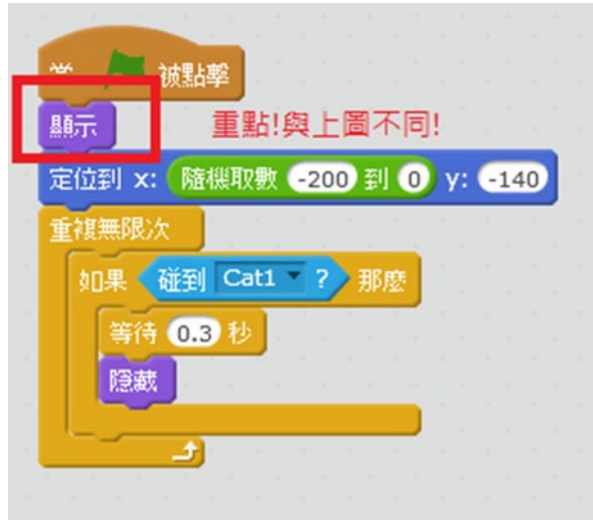 當 被點擊
顯示 重點!與上圖不同!
定位到 x: 隨機取數 -200 到 0 y: -140
重複無限次
如果 碰到 Cat1 ? 那麼
等待 0.3 秒
隱藏